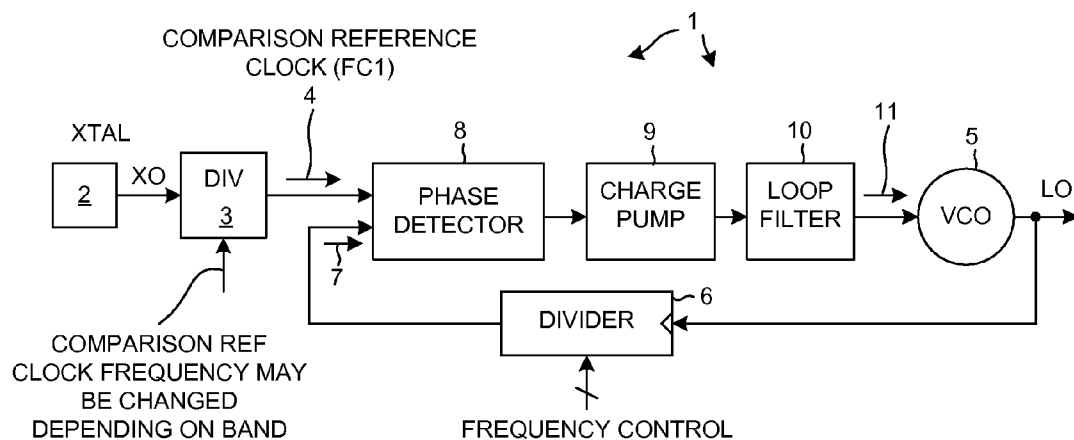 1
COMPARISON REFERENCE
CLOCK (FC1)
4
XTAL
2
XO
DIV
3
8
PHASE
DETECTOR
7
9
CHARGE
PUMP
10
LOOP
FILTER
11
5
VCO
LO
6
DIVIDER
COMPARISON REF
CLOCK FREQUENCY MAY
BE CHANGED
DEPENDING ON BAND
FREQUENCY CONTROL